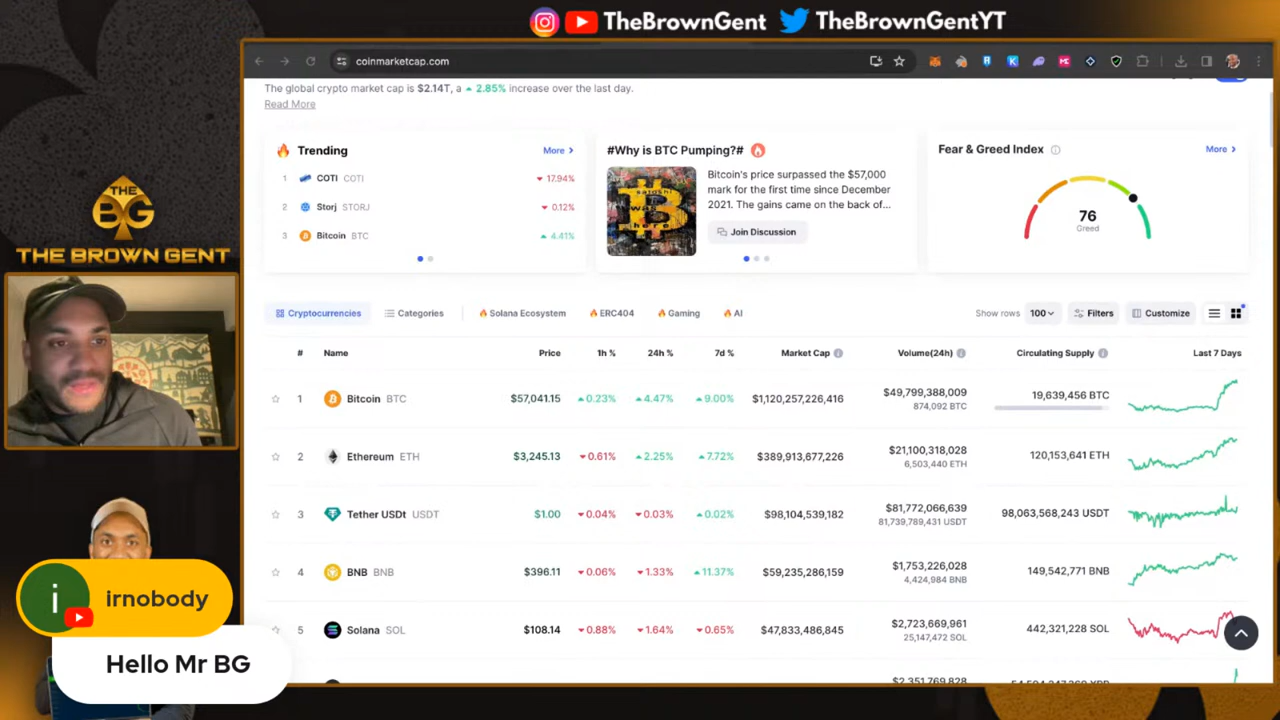 TheBrownGent TheBrownGentYT
coinmarketcap.com
The global crypto market cap is $2.14T, a 2.85% increase over the last day.
Read More
Trending More
1 COTI COTI 17.94%
2 Storj STORJ 0.12%
3 Bitcoin BTC 4.41%
#Why is BTC Pumping?#
Bitcoin's price surpassed the $57,000
mark for the first time since December
2021. The gains came on the back of...
Join Discussion
satoshi
was
here
Fear & Greed Index More
76
Greed
THE
BG
THE BROWN GENT
Cryptocurrencies Categories Solana Ecosystem ERC404 Gaming AI Show rows 100 Filters Customize
# Name Price 1h % 24h % 7d % Market Cap Volume(24h) Circulating Supply Last 7 Days
1 Bitcoin BTC $57,041.15 0.23% 4.47% 9.00% $1,120,257,226,416 $49,799,388,009 19,639,456 BTC
874,092 BTC
2 Ethereum ETH $3,245.13 0.61% 2.25% 7.72% $389,913,677,226 $21,100,318,028 120,153,641 ETH
6,503,440 ETH
3 Tether USDt USDT $1.00 0.04% 0.03% 0.02% $98,104,539,182 $81,772,066,639 98,063,568,243 USDT
81,739,789,431 USDT
4 BNB BNB $396.11 0.06% 1.33% 11.37% $59,235,286,159 $1,753,226,028 149,542,771 BNB
4,424,984 BNB
5 Solana SOL $108.14 0.88% 1.64% 0.65% $47,833,486,845 $2,723,669,961 442,321,228 SOL
25,147,472 SOL
i irnobody
Hello Mr BG